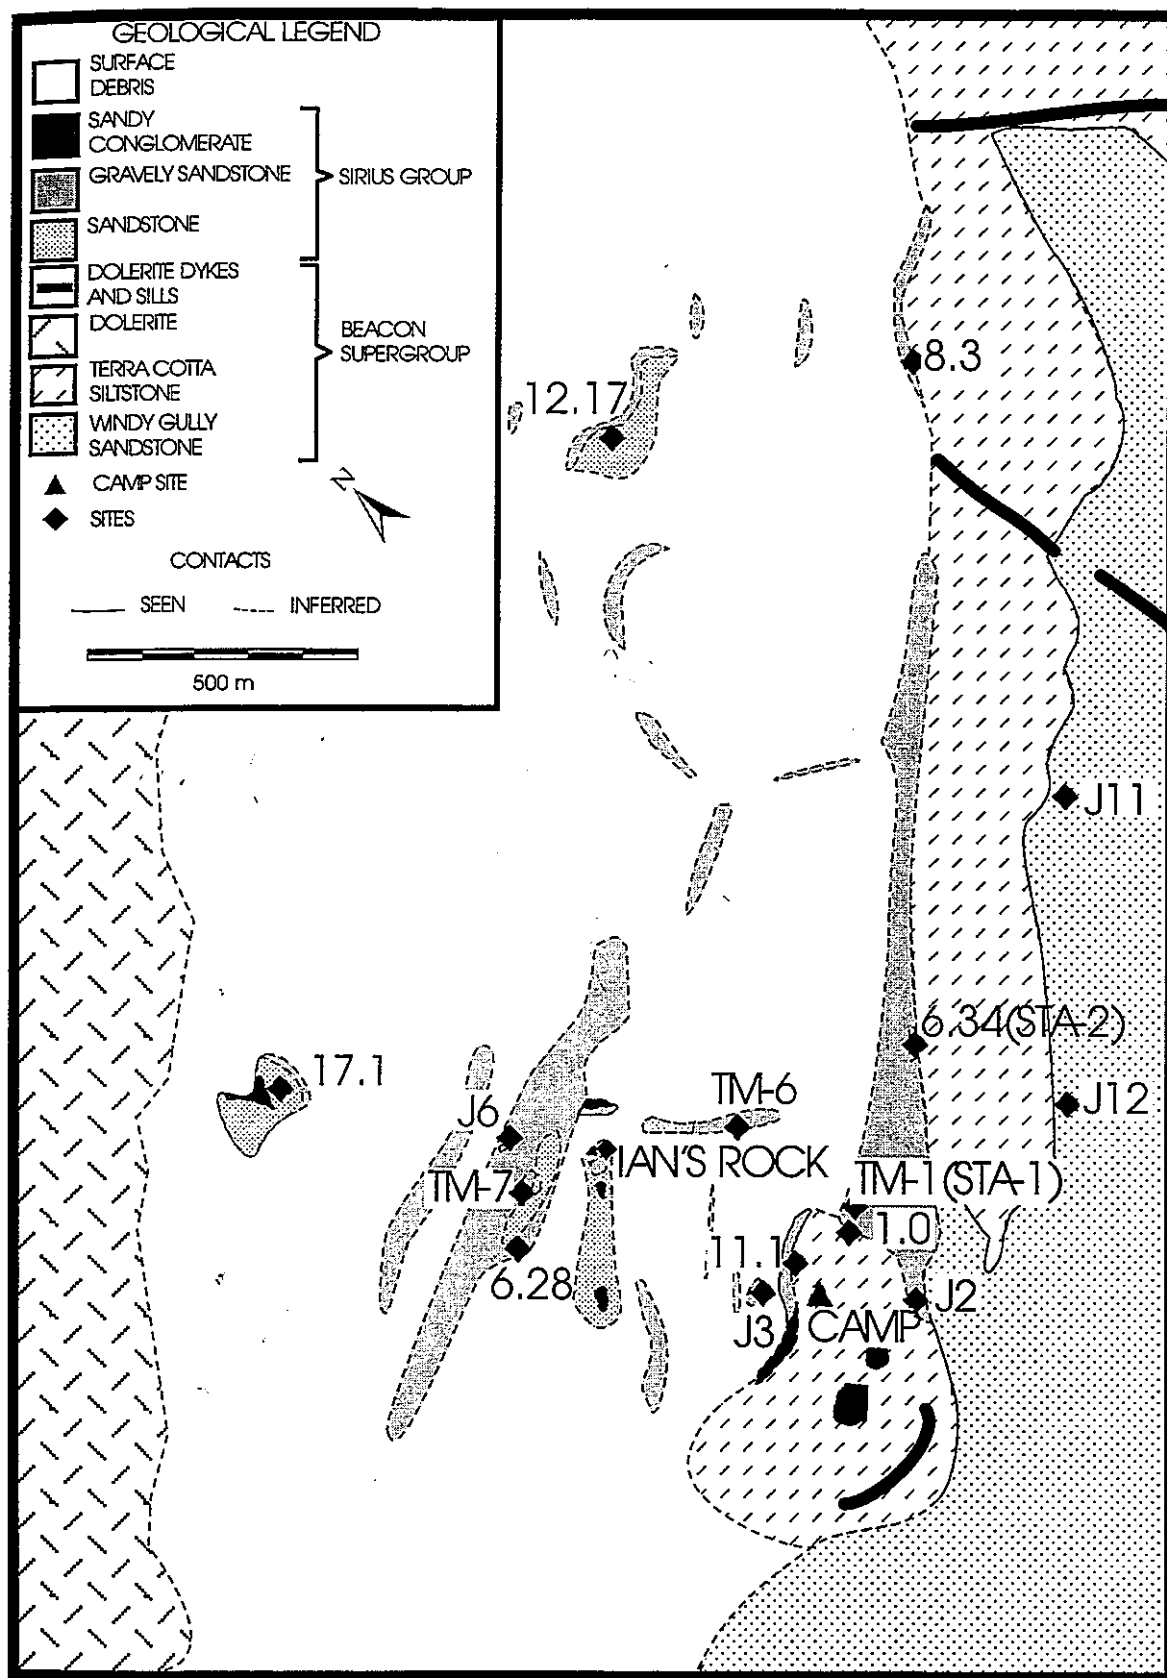 GEOLOGICAL LEGEND
SURFACE
DEBRIS
SANDY
CONGLOMERATE
GRAVELY SANDSTONE
SIRIUS GROUP
SANDSTONE
DOLERITE DYKES
AND SILLS
DOLERITE
BEACON
SUPERGROUP
TERRA COTTA
SILTSTONE
WINDY GULLY
SANDSTONE
CAMP SITE
N
SITES
CONTACTS
SEEN
INFERRED
500 m
8.3
12.17
J11
6.34(STA-2)
17.1
TM-6
J12
J6
IAN'S ROCK
TM-7
TM-1(STA-1)
1.0
11.1
6.28
J2
J3
CAMP